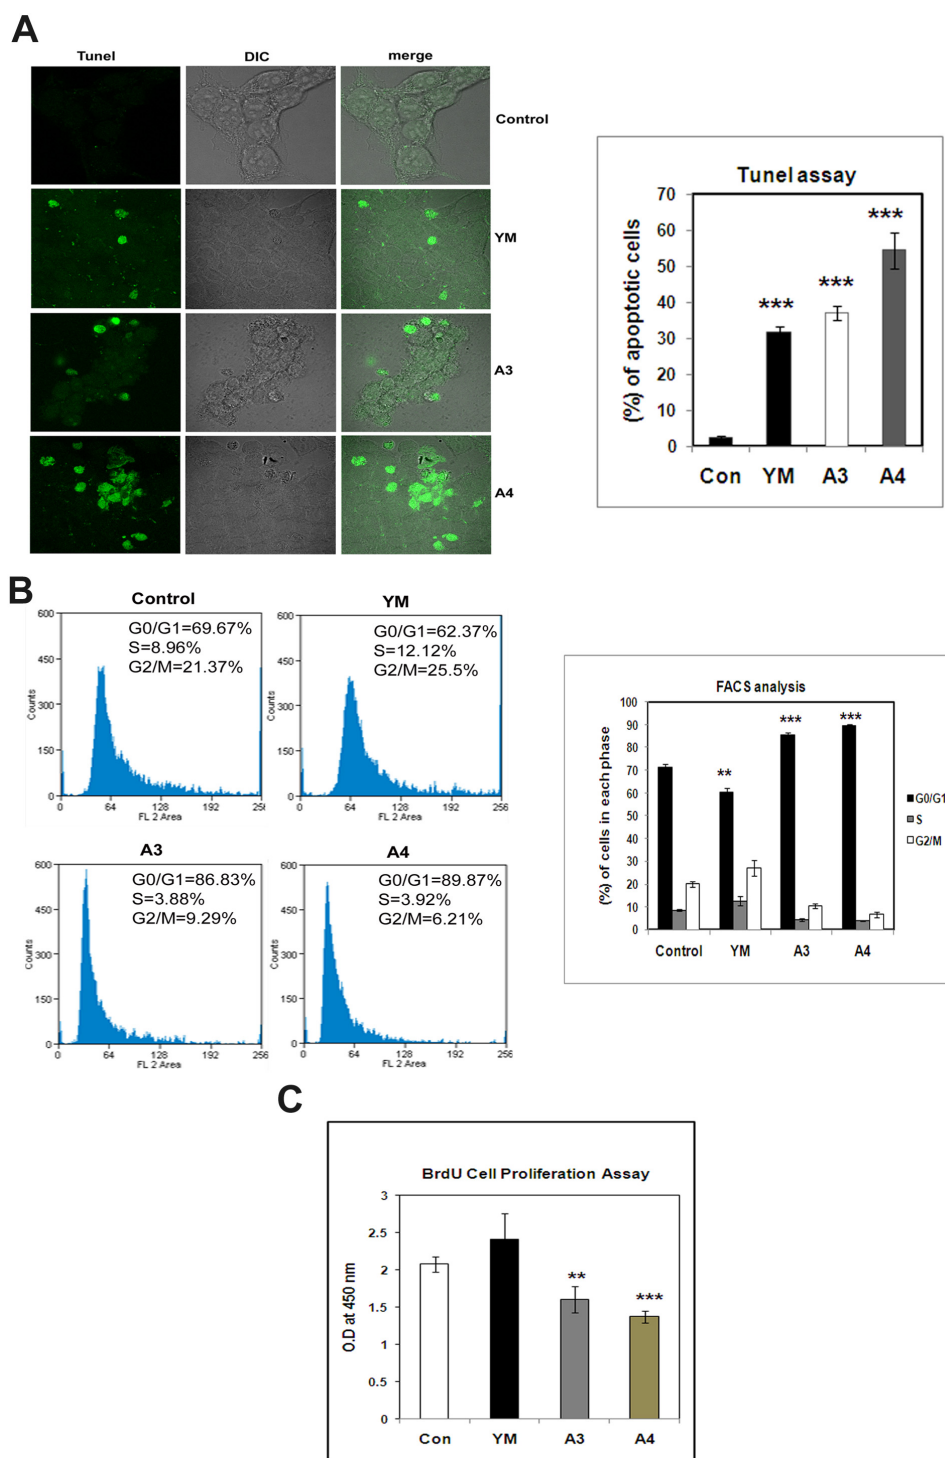 A
Tunel DIC merge
Control
YM
A3
A4
Tunel assay
(%) of apoptotic cells
70
60
50
40
30
20
10
0
***
***
***
Con YM A3 A4
B
Control
G0/G1=69.67%
S=8.96%
G2/M=21.37%
Counts
600
450
300
150
0
0 64 128 192 256
FL 2 Area
YM
G0/G1=62.37%
S=12.12%
G2/M=25.5%
Counts
600
450
300
150
0
0 64 128 192 256
FL 2 Area
A3
G0/G1=86.83%
S=3.88%
G2/M=9.29%
Counts
600
450
300
150
0
0 64 128 192 256
FL 2 Area
A4
G0/G1=89.87%
S=3.92%
G2/M=6.21%
Counts
600
450
300
150
0
0 64 128 192 256
FL 2 Area
FACS analysis
(%) of cells in each phase
100
90
80
70
60
50
40
30
20
10
0
**
***
***
Control YM A3 A4
G0/G1
S
G2/M
C
BrdU Cell Proliferation Assay
O.D at 450 nm
3
2.5
2
1.5
1
0.5
0
**
***
Con YM A3 A4